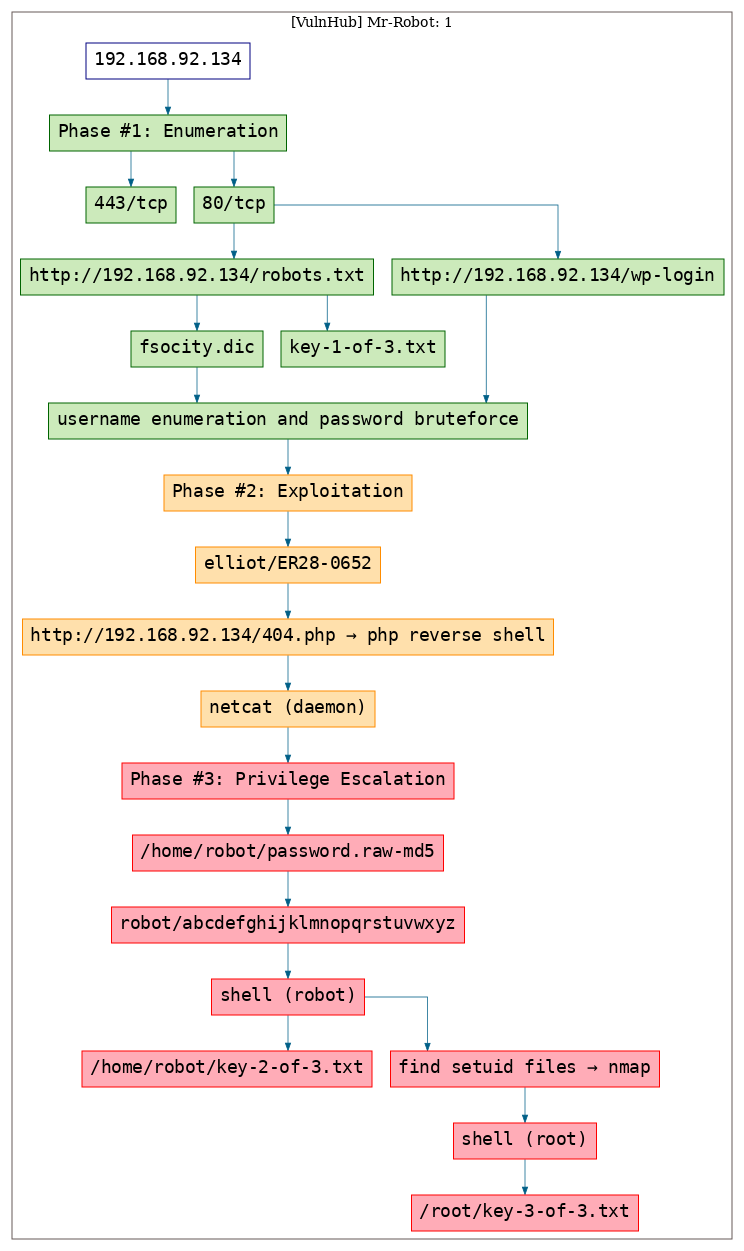 [VulnHub] Mr-Robot: 1
192.168.92.134
Phase #1: Enumeration
443/tcp
80/tcp
http://192.168.92.134/robots.txt
http://192.168.92.134/wp-login
fsocity.dic
key-1-of-3.txt
username enumeration and password bruteforce
Phase #2: Exploitation
elliot/ER28-0652
http://192.168.92.134/404.php → php reverse shell
netcat (daemon)
Phase #3: Privilege Escalation
/home/robot/password.raw-md5
robot/abcdefghijklmnopqrstuvwxyz
shell (robot)
/home/robot/key-2-of-3.txt
find setuid files → nmap
shell (root)
/root/key-3-of-3.txt